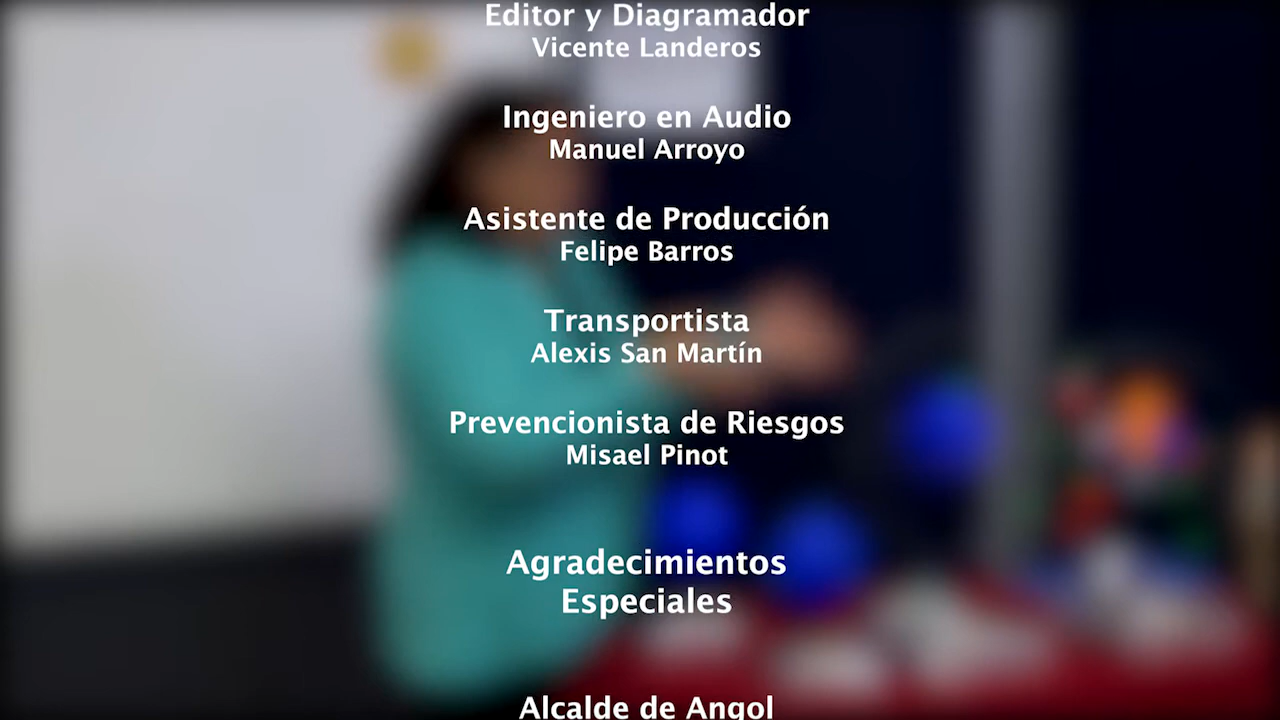 Editor y Diagramador
Vicente Landeros
Ingeniero en Audio
Manuel Arroyo
Asistente de Producción
Felipe Barros
Transportista
Alexis San Martín
Prevencionista de Riesgos
Misael Pinot
Agradecimientos
Especiales
Alcalde de Angol